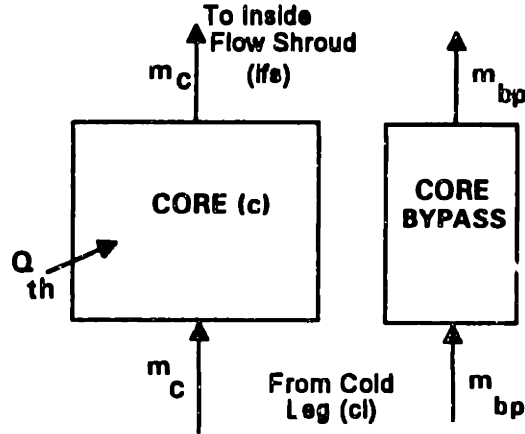 To Inside
Flow Shroud
(ifs)
m_c
m_bp
CORE (c)
CORE
BYPASS
Q_th
m_c
From Cold
Leg (cl)
m_bp